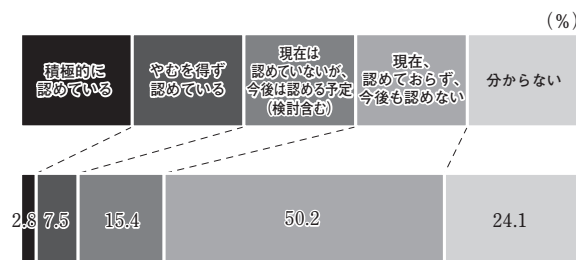 (%)
積極的に
認めている
やむを得ず
認めている
現在は
認めていないが、
今後は認める予定
(検討含む)
現在、
認めておらず、
今後も認めない
分からない
2.8
7.5
15.4
50.2
24.1